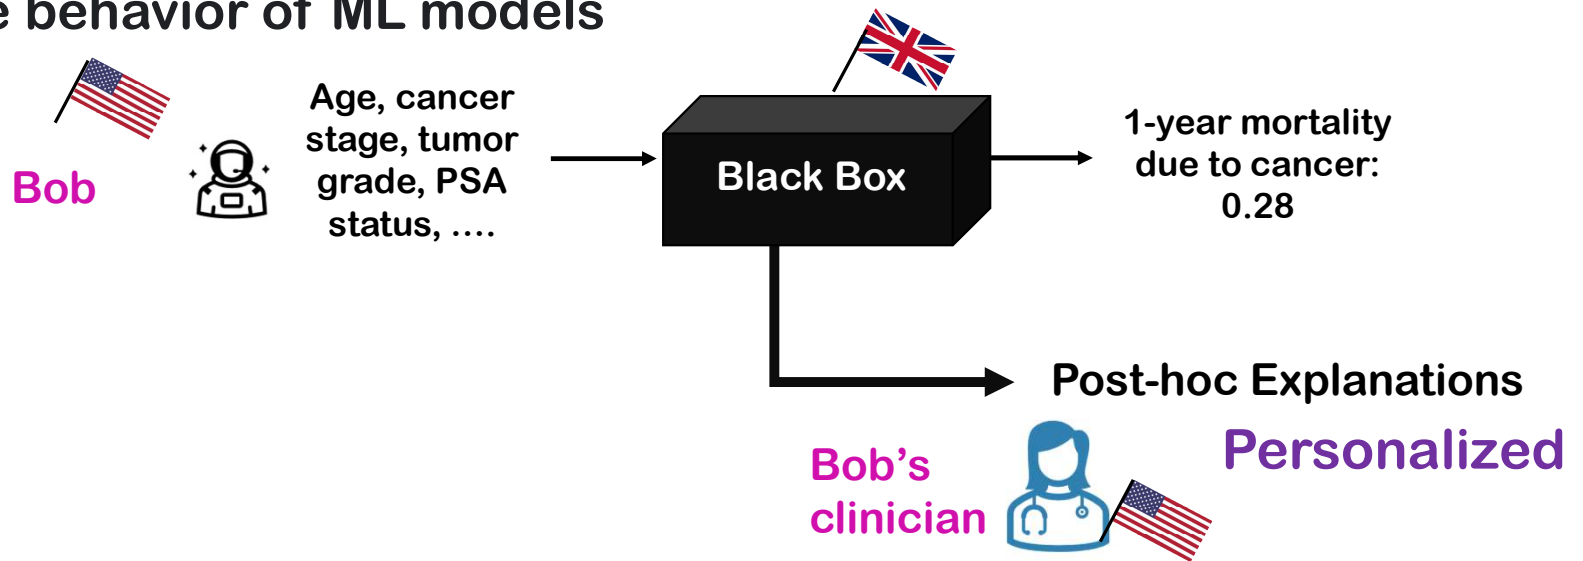 e behavior of ML models
Bob
Age, cancer
stage, tumor
grade, PSA
status, ....
Black Box
1-year mortality
due to cancer:
0.28
Post-hoc Explanations
Personalized
Bob's
clinician